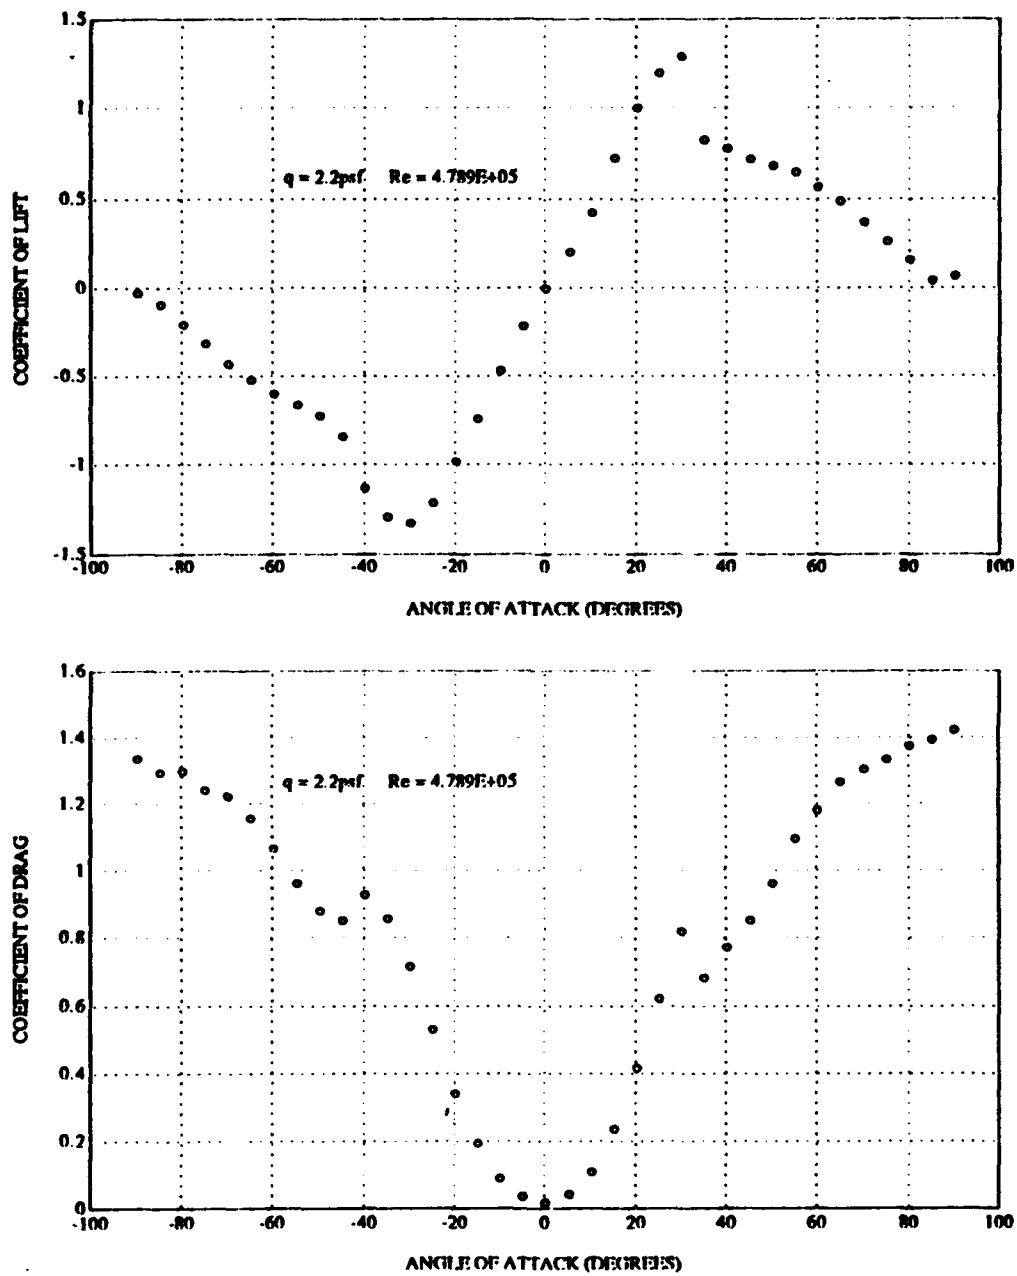 1.5
1
0.5
0
-0.5
-1
-1.5
COEFFICIENT OF LIFT
q = 2.2psf Re = 4.789E+05
-100 -80 -60 -40 -20 0 20 40 60 80 100
ANGLE OF ATTACK (DEGREES)
1.6
1.4
1.2
1
0.8
0.6
0.4
0.2
0
COEFFICIENT OF DRAG
q = 2.2psf Re = 4.789E+05
-100 -80 -60 -40 -20 0 20 40 60 80 100
ANGLE OF ATTACK (DEGREES)